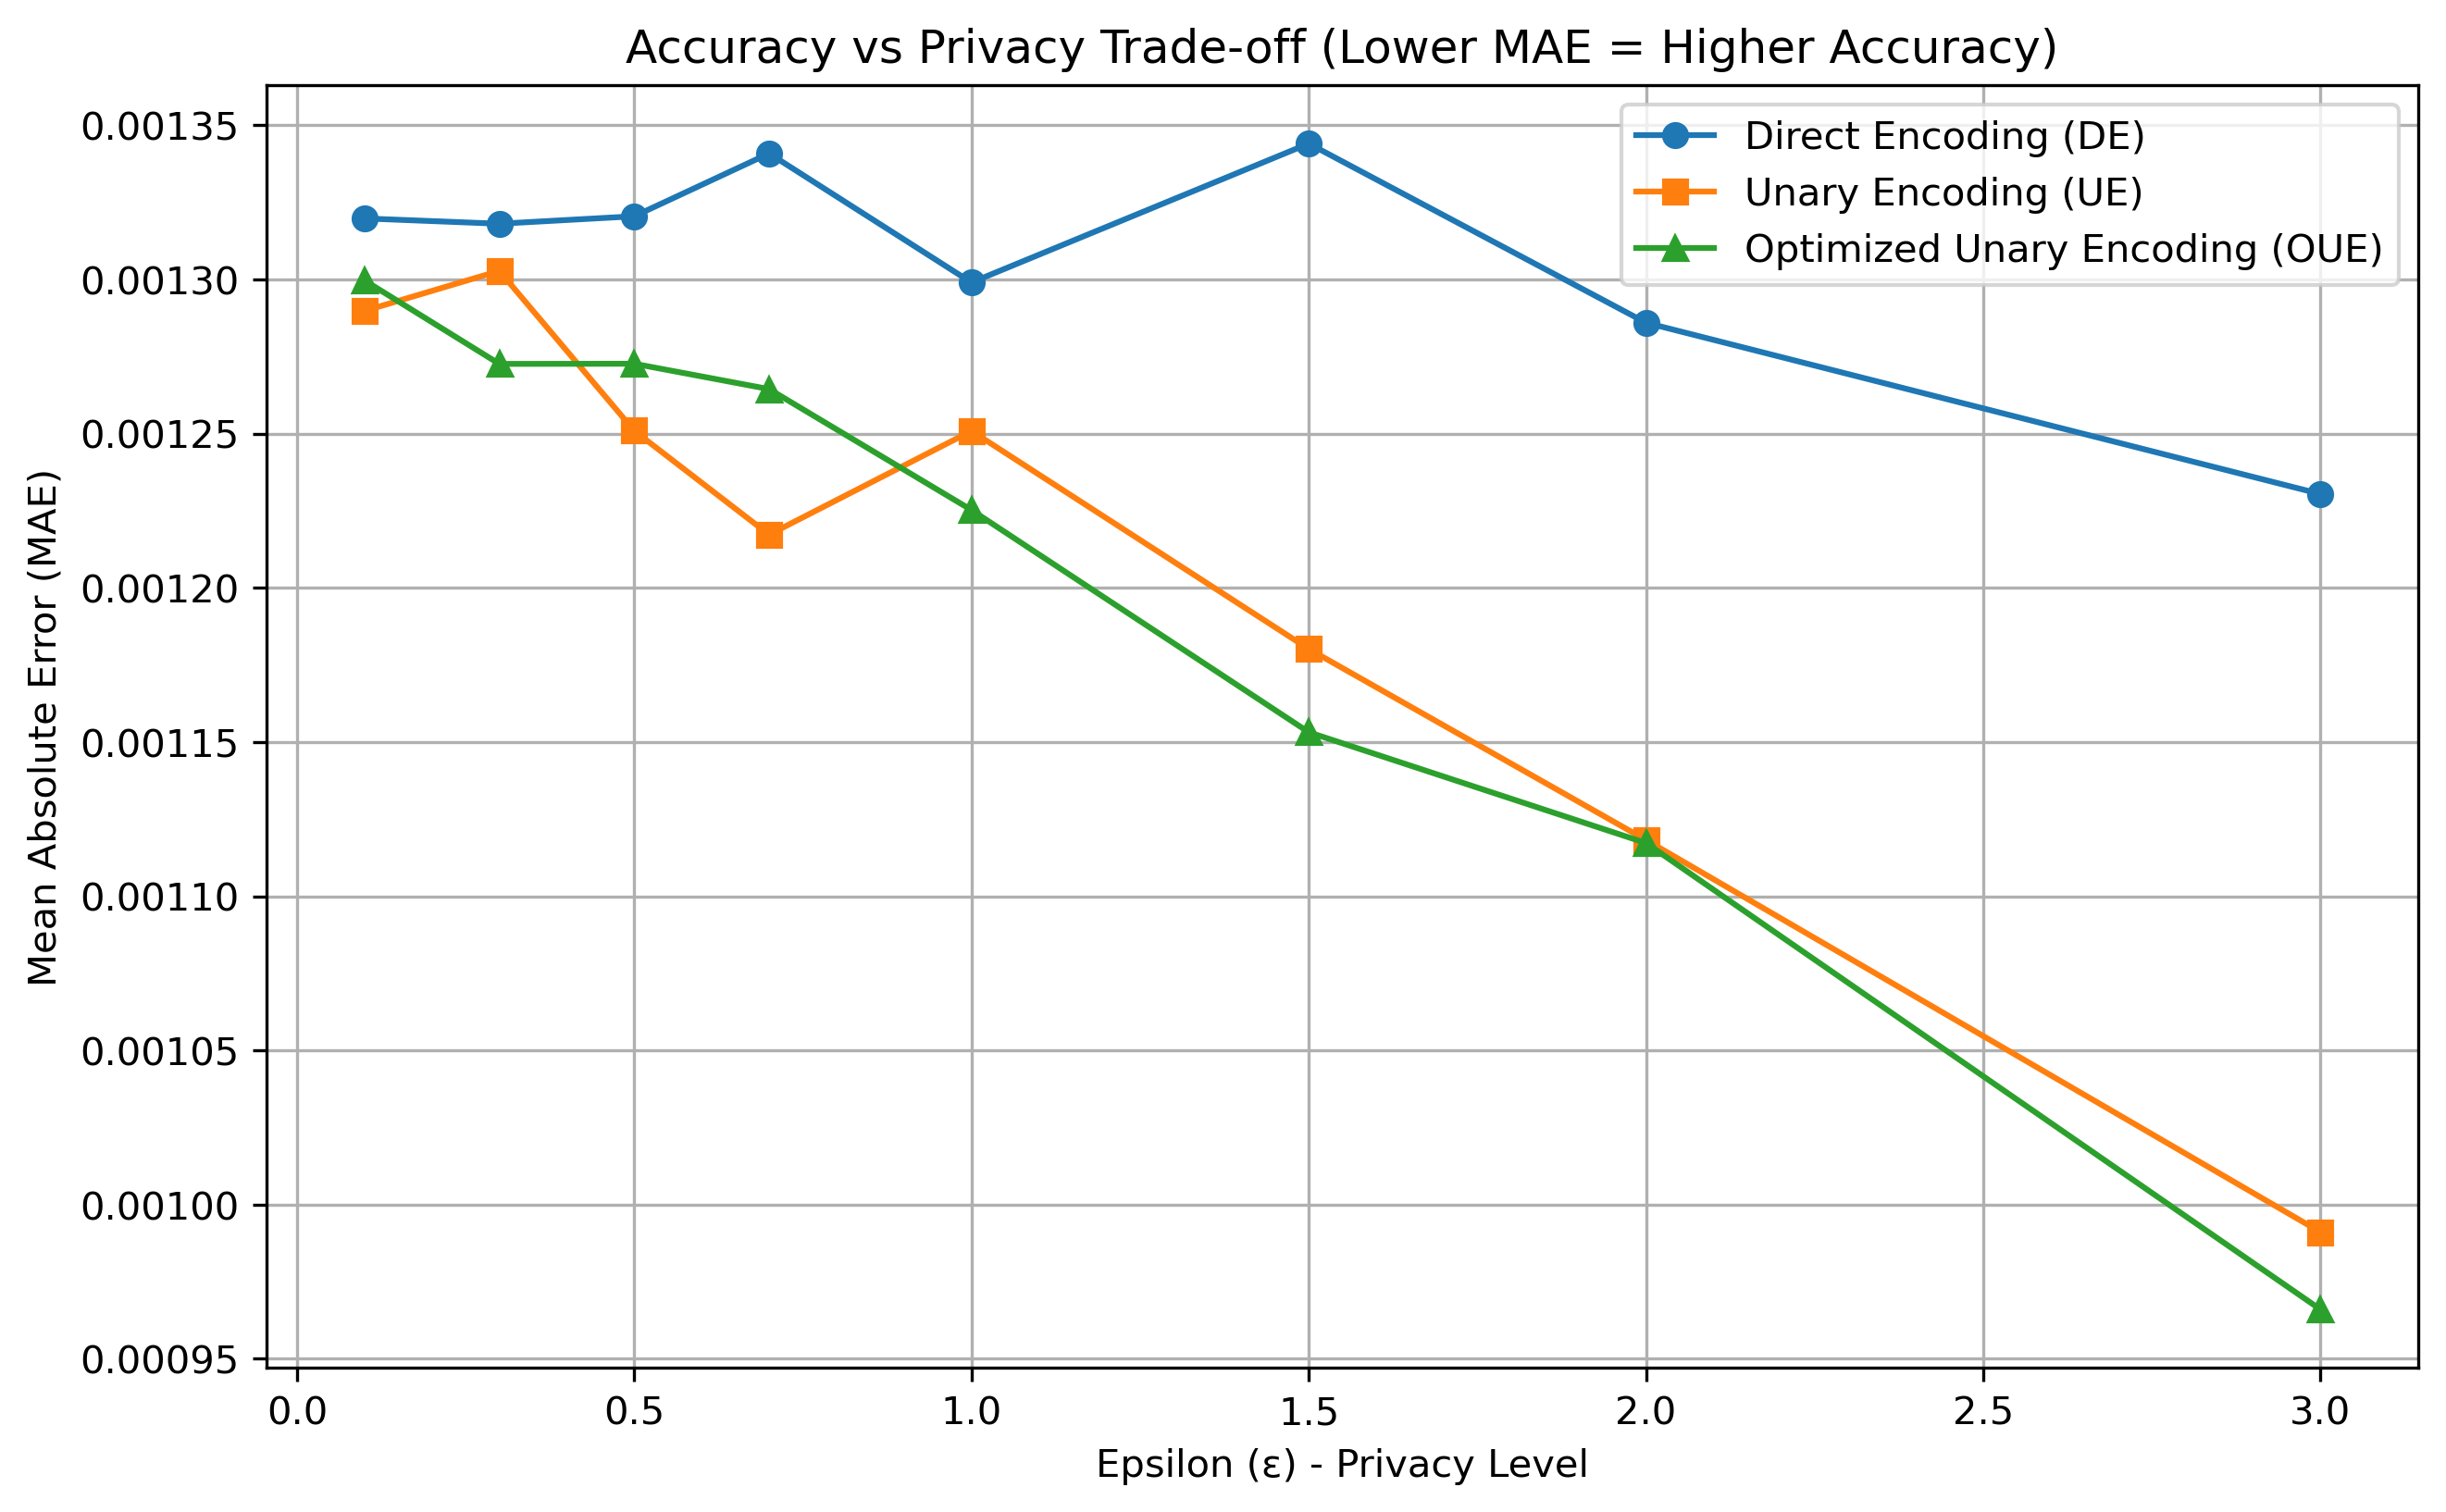 Accuracy vs Privacy Trade-off (Lower MAE = Higher Accuracy)
Direct Encoding (DE)
Unary Encoding (UE)
Optimized Unary Encoding (OUE)
Mean Absolute Error (MAE)
0.00135
0.00130
0.00125
0.00120
0.00115
0.00110
0.00105
0.00100
0.00095
0.0
0.5
1.0
1.5
2.0
2.5
3.0
Epsilon (ε) - Privacy Level